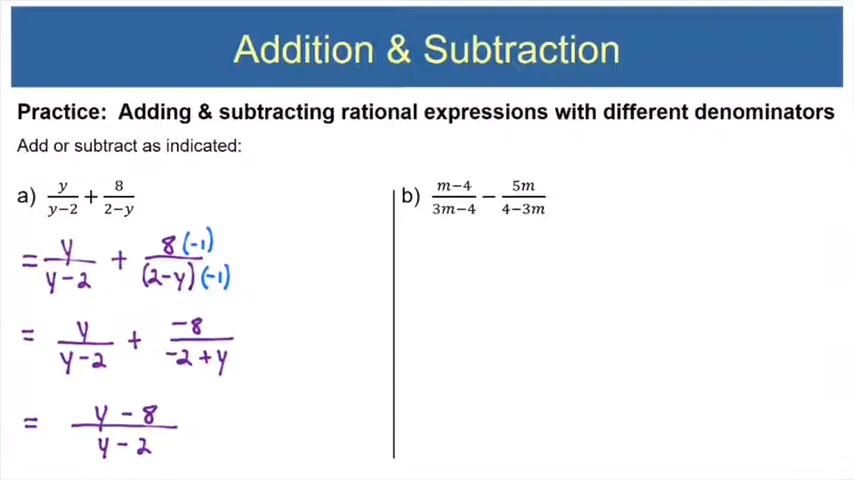 Addition & Subtraction
Practice: Adding & subtracting rational expressions with different denominators
Add or subtract as indicated:
a) y/(y−2) + 8/(2−y)
= y/(y−2) + 8(−1)/((2−y)(−1))
= y/(y−2) + −8/(−2+y)
= (y−8)/(y−2)
b) (m−4)/(3m−4) − 5m/(4−3m)